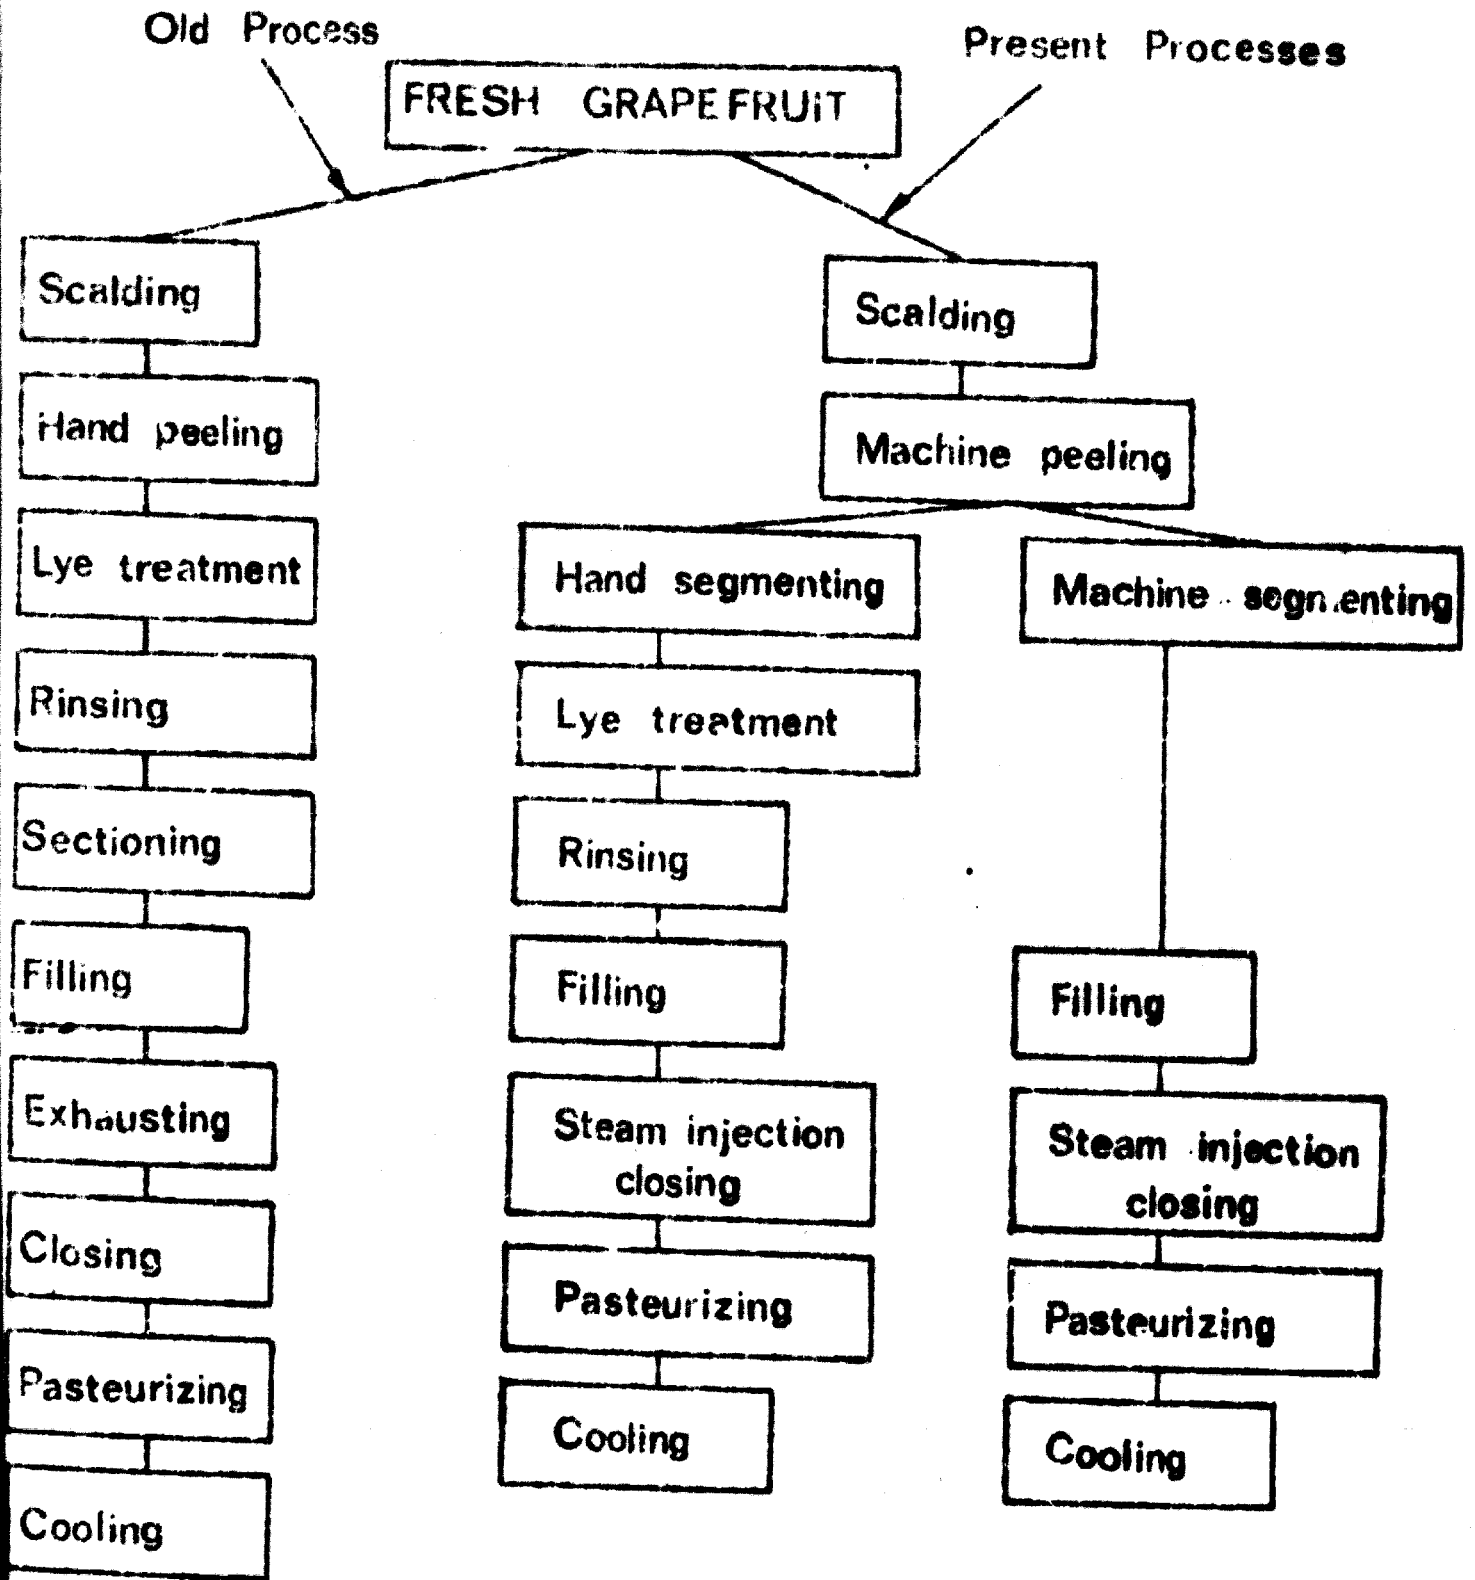 Old Process
Present Processes
FRESH GRAPEFRUIT
Scalding
Hand peeling
Lye treatment
Rinsing
Sectioning
Filling
Exhausting
Closing
Pasteurizing
Cooling
Scalding
Machine peeling
Hand segmenting
Lye treatment
Rinsing
Filling
Steam injection
closing
Pasteurizing
Cooling
Machine segmenting
Filling
Steam injection
closing
Pasteurizing
Cooling